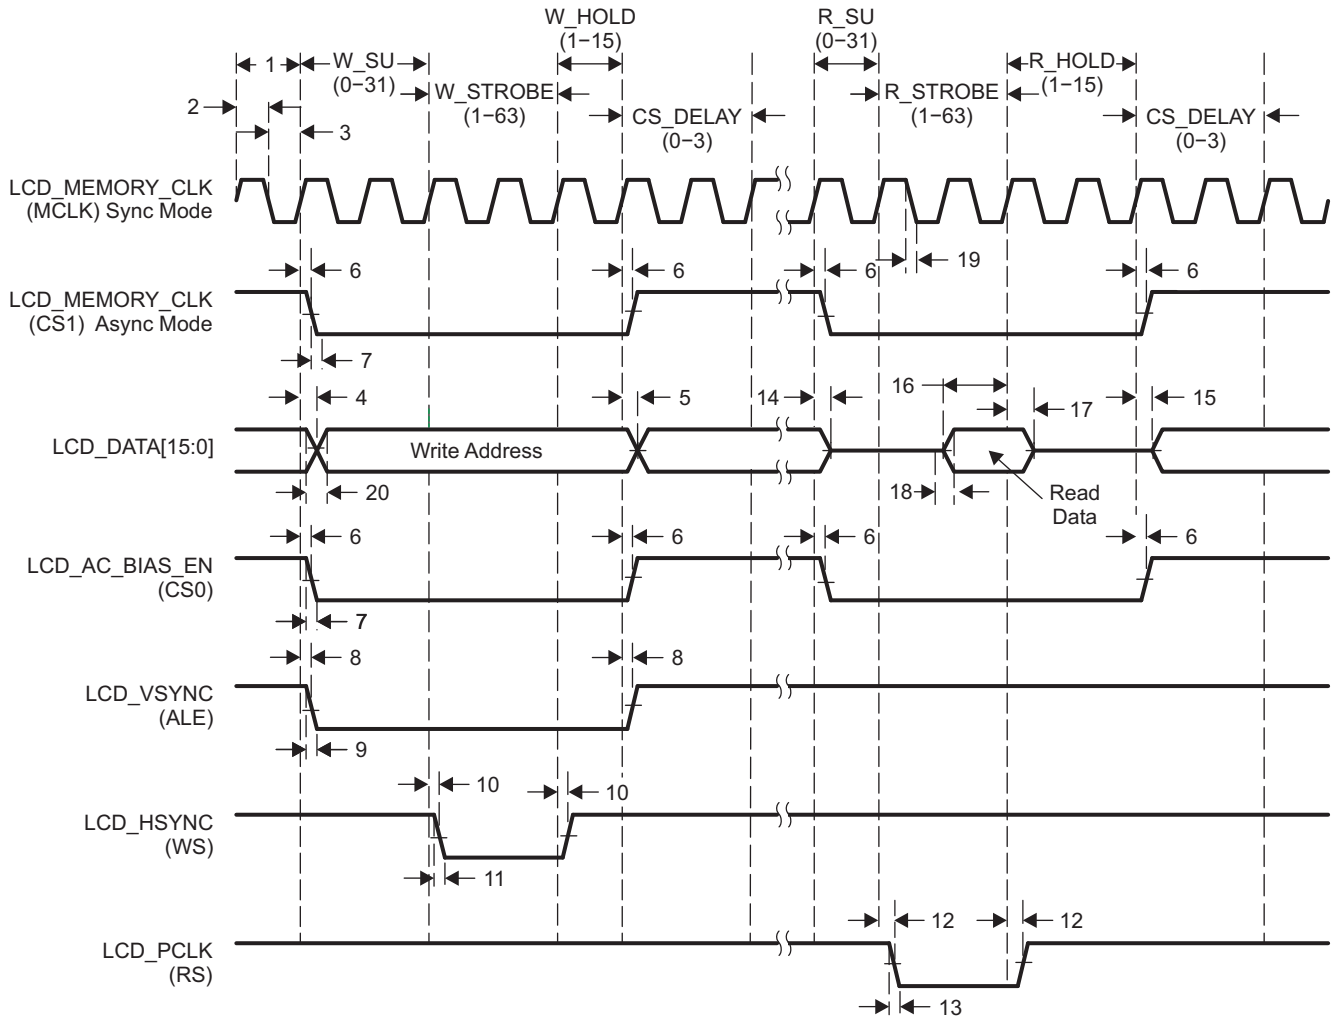 W_HOLD
(1−15)
R_SU
(0−31)
1
W_SU
(0−31)
R_HOLD
(1−15)
2
W_STROBE
(1−63)
R_STROBE
(1−63)
CS_DELAY
(0−3)
CS_DELAY
(0−3)
3
LCD_MEMORY_CLK
(MCLK) Sync Mode
19
6
6
6
6
LCD_MEMORY_CLK
(CS1) Async Mode
7
4
5
14
16
17
15
LCD_DATA[15:0]
Write Address
20
18
Read
Data
6
6
6
6
LCD_AC_BIAS_EN
(CS0)
7
8
8
LCD_VSYNC
(ALE)
9
10
10
LCD_HSYNC
(WS)
11
12
12
LCD_PCLK
(RS)
13